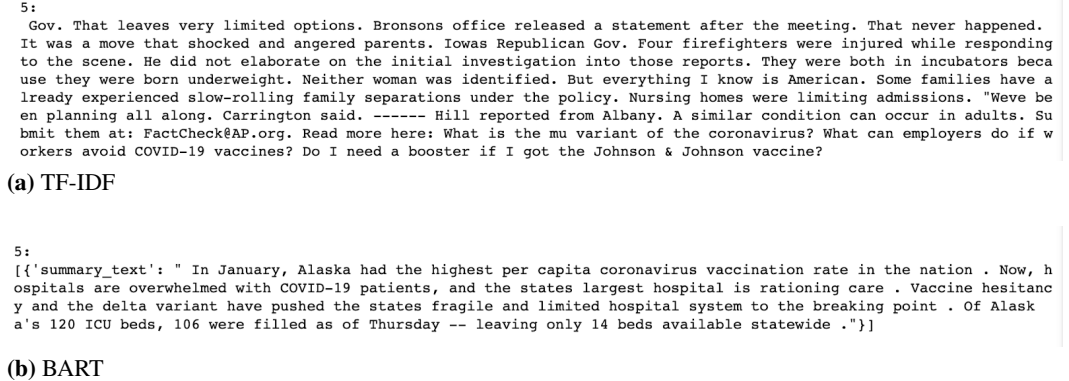 5:
Gov. That leaves very limited options. Bronsons office released a statement after the meeting. That never happened.
It was a move that shocked and angered parents. Iowas Republican Gov. Four firefighters were injured while responding
to the scene. He did not elaborate on the initial investigation into those reports. They were both in incubators beca
use they were born underweight. Neither woman was identified. But everything I know is American. Some families have a
lready experienced slow-rolling family separations under the policy. Nursing homes were limiting admissions. "Weve be
en planning all along. Carrington said. ------ Hill reported from Albany. A similar condition can occur in adults. Su
bmit them at: FactCheck@AP.org. Read more here: What is the mu variant of the coronavirus? What can employers do if w
orkers avoid COVID-19 vaccines? Do I need a booster if I got the Johnson & Johnson vaccine?
(a) TF-IDF
5:
[{'summary_text': " In January, Alaska had the highest per capita coronavirus vaccination rate in the nation . Now, h
ospitals are overwhelmed with COVID-19 patients, and the states largest hospital is rationing care . Vaccine hesitanc
y and the delta variant have pushed the states fragile and limited hospital system to the breaking point . Of Alask
a's 120 ICU beds, 106 were filled as of Thursday -- leaving only 14 beds available statewide ."}]
(b) BART